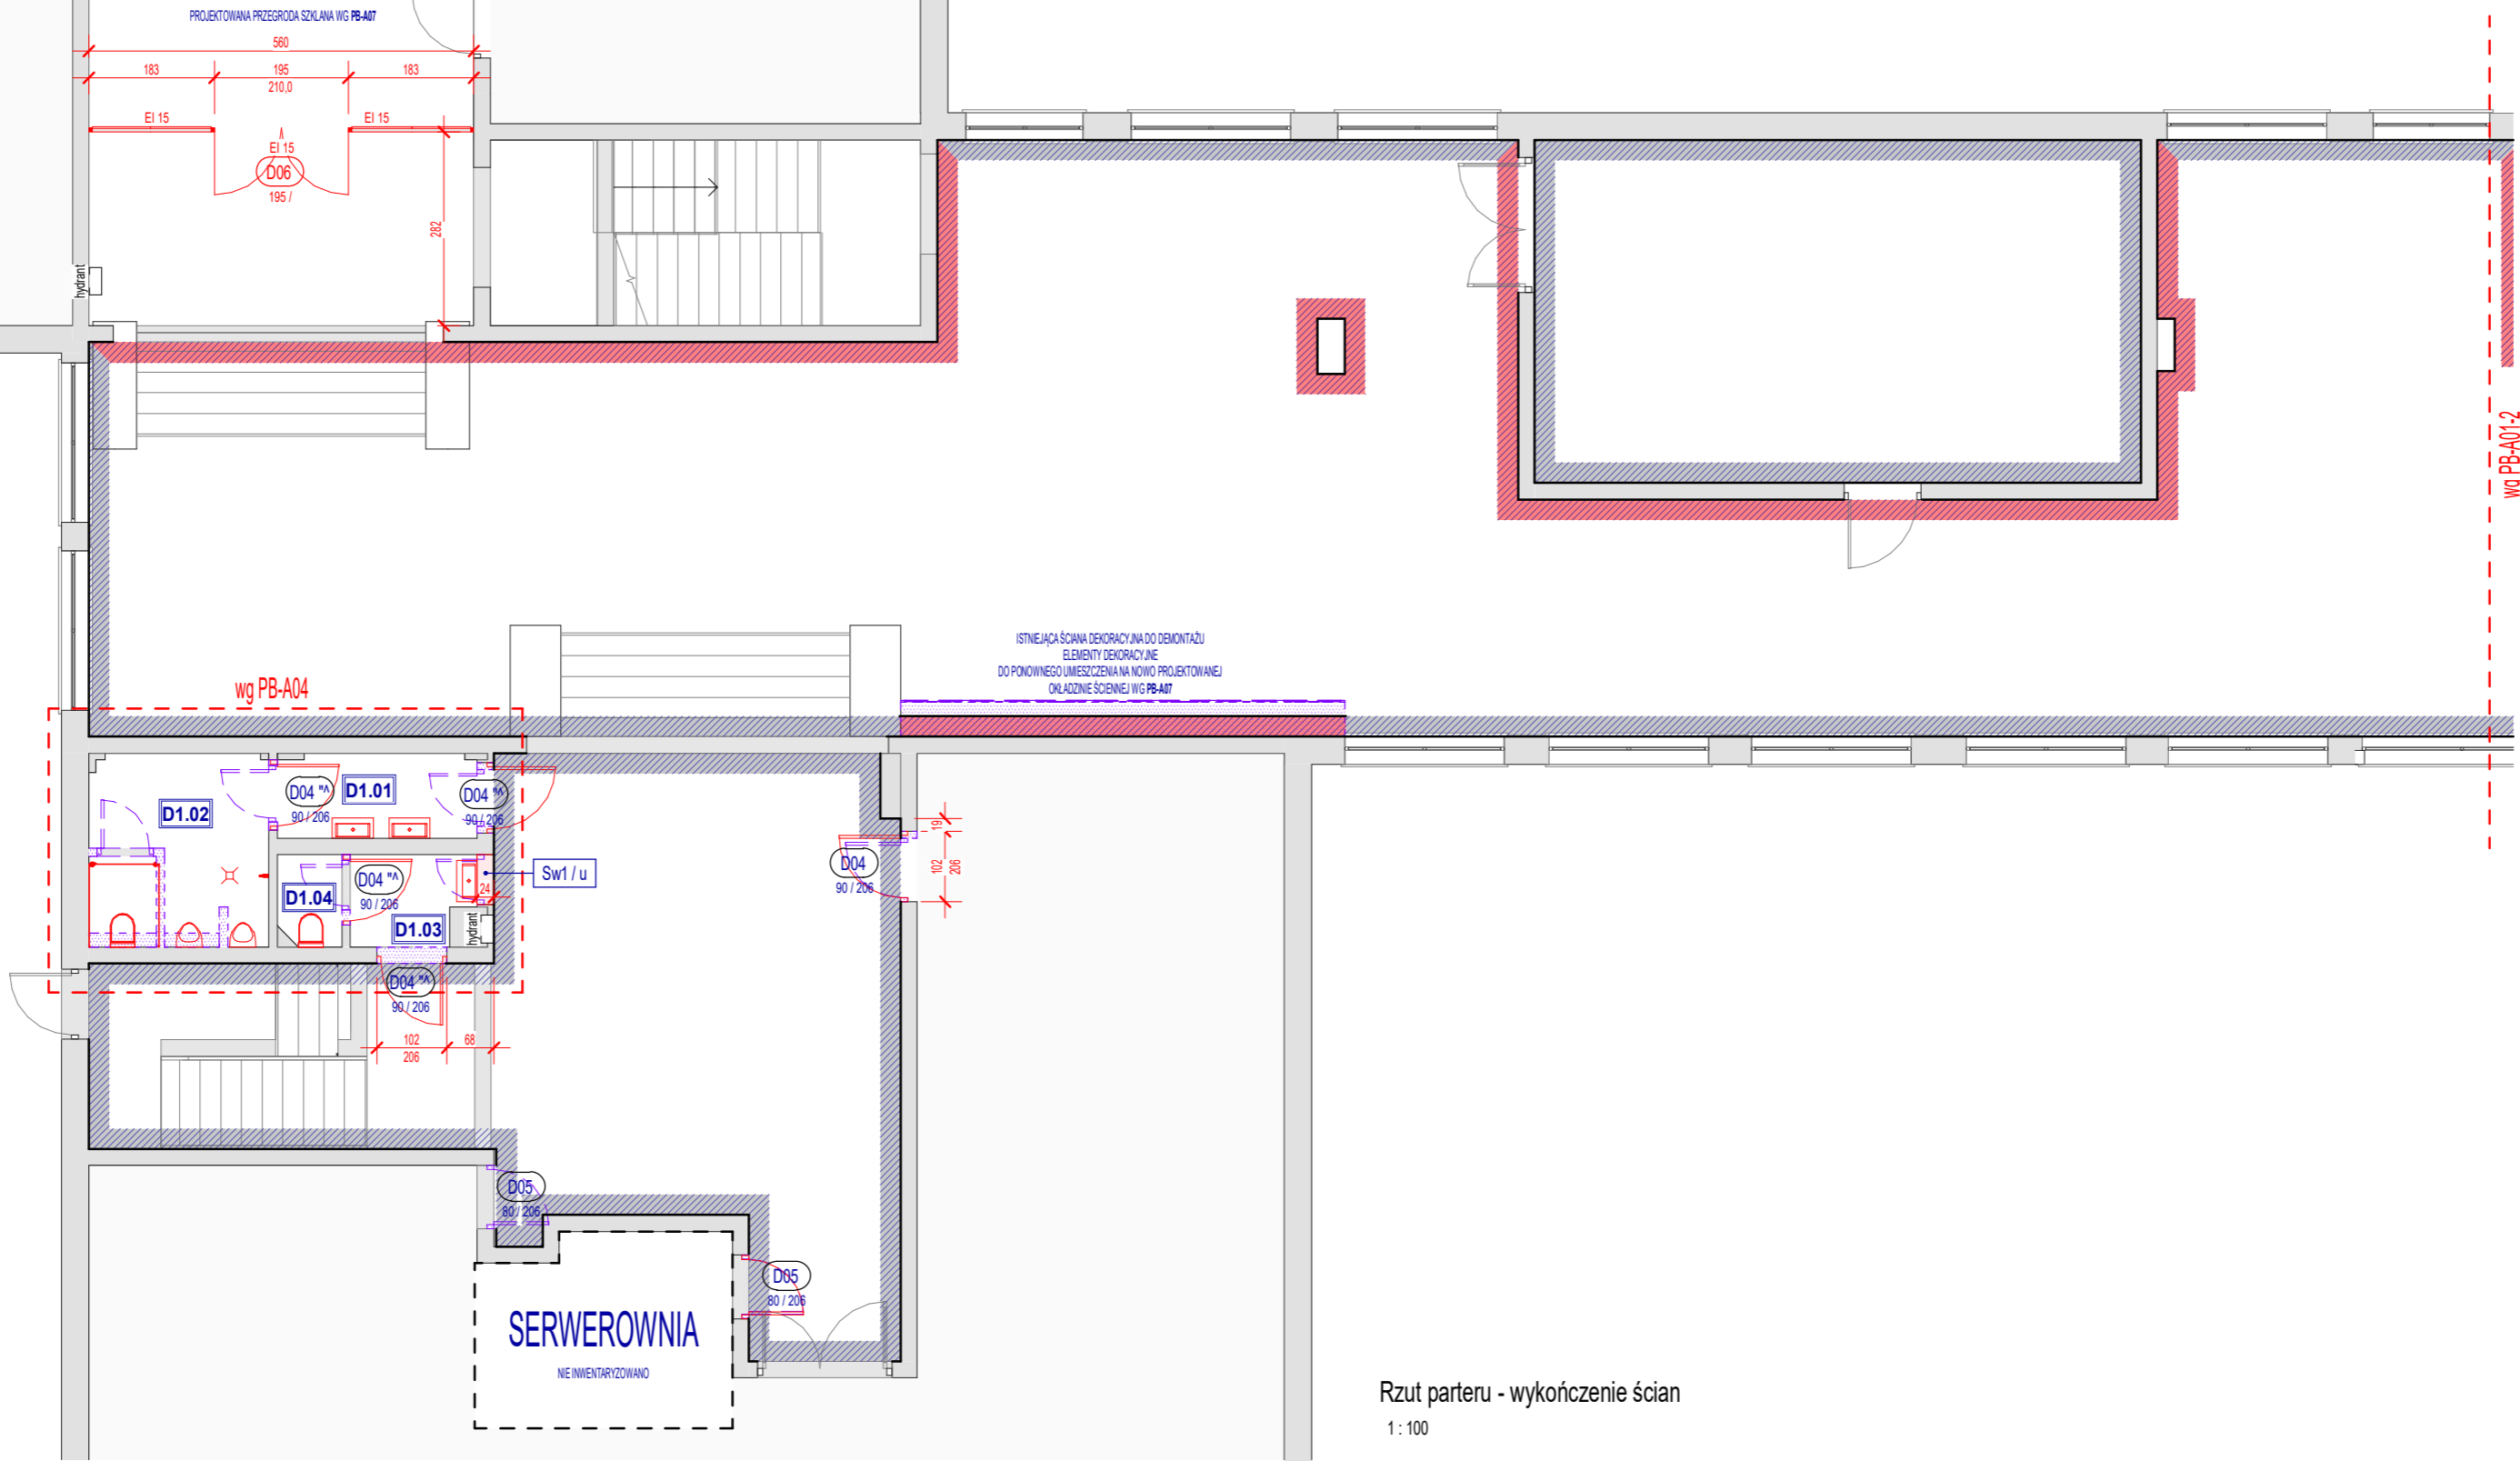 PROJEKTOWANA PRZEGRODA SZKLANA WG PB-A07
560
183
195
183
210,0
EI 15
EI 15
EI 15
D06
195 /
282
hydrant
wg PB-A01-2
ISTNIEJĄCA ŚCIANA DEKORACYJNA DO DEMONTAŻU
ELEMENTY DEKORACYJNE
DO PONOWNEGO UMIESZCZENIA NA NOWO PROJEKTOWANEJ
OKŁADZINIE ŚCIENNEJ WG PB-A07
wg PB-A04
D1.02
D04 "^
90 / 206
D1.01
D04 "^
90 / 206
19
102
206
D04
90 / 206
Sw1 / u
D04 "^
90 / 206
D1.04
24
D1.03
hydrant
D04 "^
90 / 206
102
68
206
D05
80 / 206
D05
80 / 206
SERWEROWNIA
NIE INWENTARYZOWANO
Rzut parteru - wykończenie ścian
1 : 100